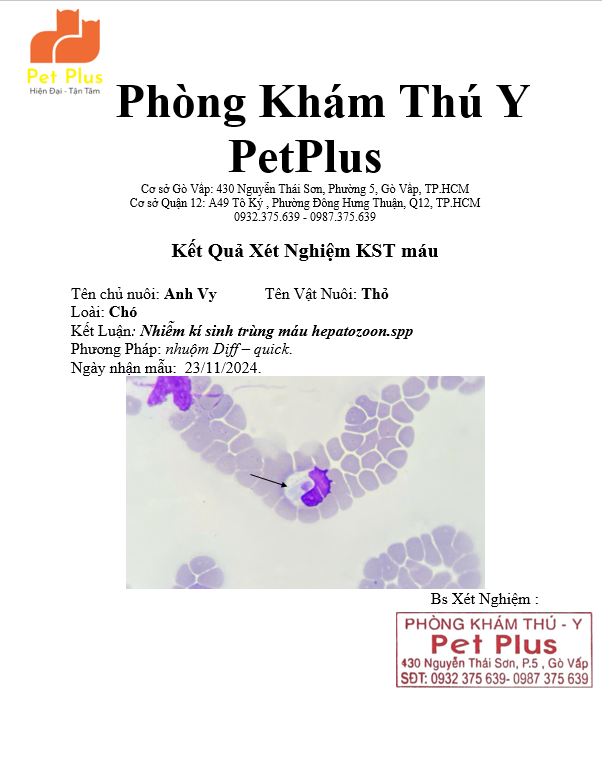 Pet Plus
Hiện Đại - Tận Tâm
Phòng Khám Thú Y
PetPlus
Cơ sở Gò Vấp: 430 Nguyễn Thái Sơn, Phường 5, Gò Vấp, TP.HCM
Cơ sở Quận 12: A49 Tô Ký , Phường Đông Hưng Thuận, Q12, TP.HCM
0932.375.639 - 0987.375.639
Kết Quả Xét Nghiệm KST máu
Tên chủ nuôi: Anh Vy Tên Vật Nuôi: Thỏ
Loài: Chó
Kết Luận: Nhiễm kí sinh trùng máu hepatozoon.spp
Phương Pháp: nhuộm Diff – quick.
Ngày nhận mẫu: 23/11/2024.
Bs Xét Nghiệm :
PHÒNG KHÁM THÚ - Y
Pet Plus
430 Nguyễn Thái Sơn, P.5 , Gò Vấp
SĐT: 0932 375 639- 0987 375 639